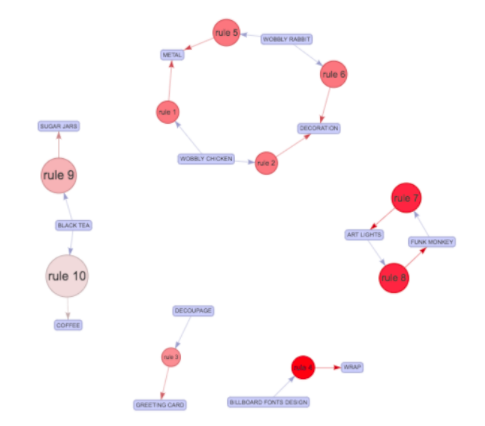 rule 5
WOBBLY RABBIT
METAL
rule 6
rule 1
DECORATION
SUGAR JARS
WOBBLY CHICKEN
rule 2
rule 9
rule 7
BLACK TEA
ART LIGHTS
FUNK MONKEY
rule 10
rule 8
DECOUPAGE
COFFEE
rule 3
WRAP
GREETING CARD
BILLBOARD FONTS DESIGN